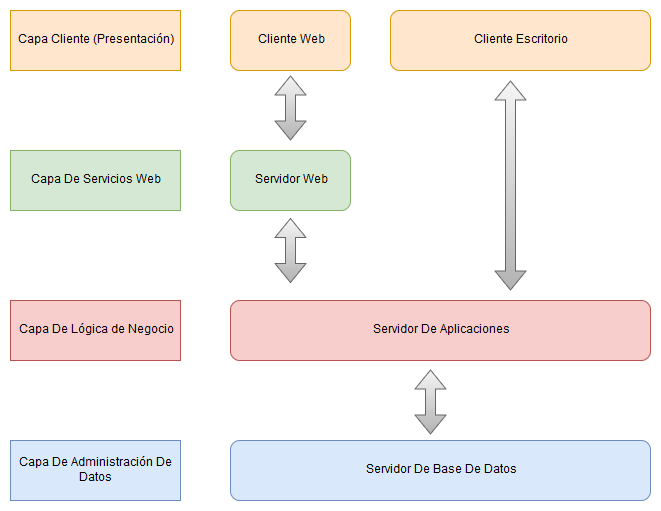 Capa Cliente (Presentación)
Cliente Web
Cliente Escritorio
Capa De Servicios Web
Servidor Web
Capa De Lógica de Negocio
Servidor De Aplicaciones
Capa De Administración De
Datos
Servidor De Base De Datos